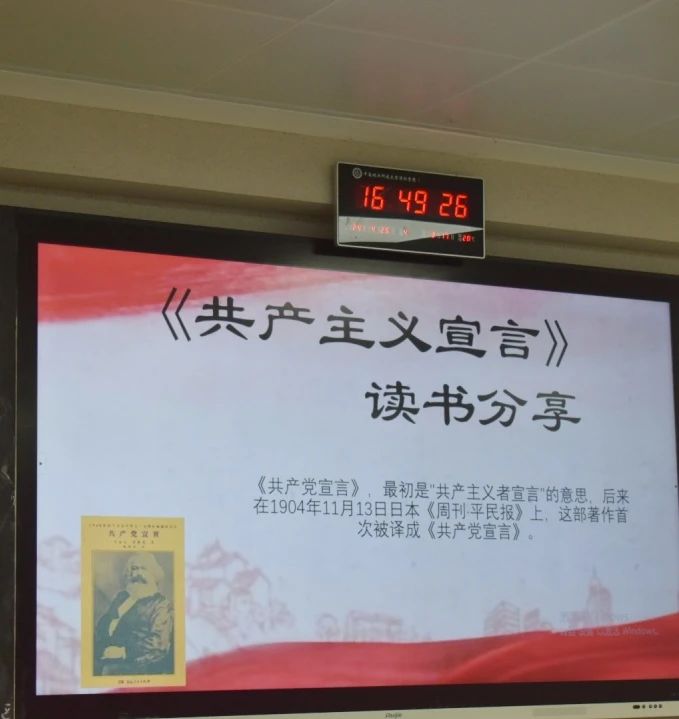 16 49 26
《共产主义宣言》
读书分享
《共产党宣言》，最初是"共产主义者宣言"的意思，后来
在1904年11月13日日本《周刊·平民报》上，这部著作首
次被译成《共产党宣言》。
共产党宣言